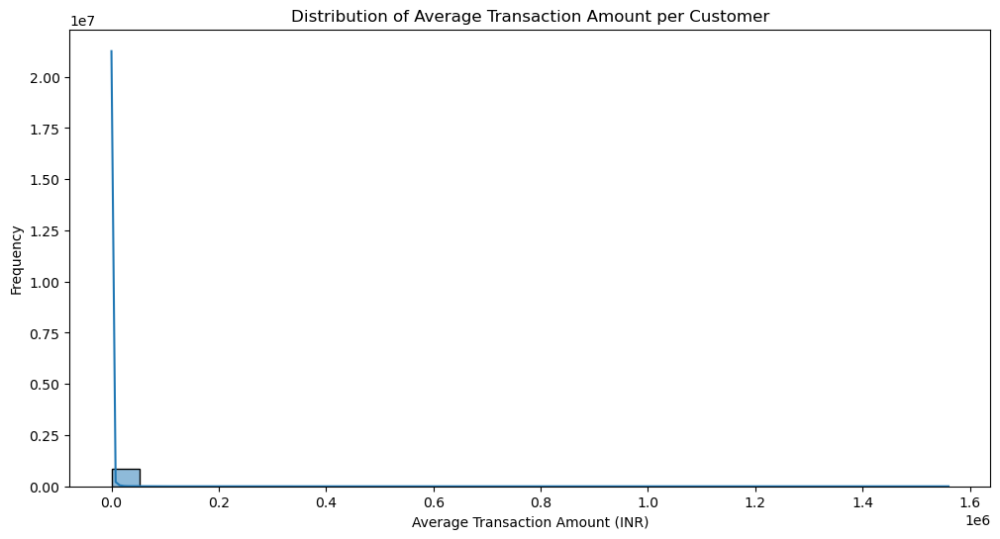 Distribution of Average Transaction Amount per Customer
1e7
2.00
1.75
1.50
1.25
1.00
0.75
0.50
0.25
0.00
Frequency
0.0 0.2 0.4 0.6 0.8 1.0 1.2 1.4 1.6
1e6
Average Transaction Amount (INR)